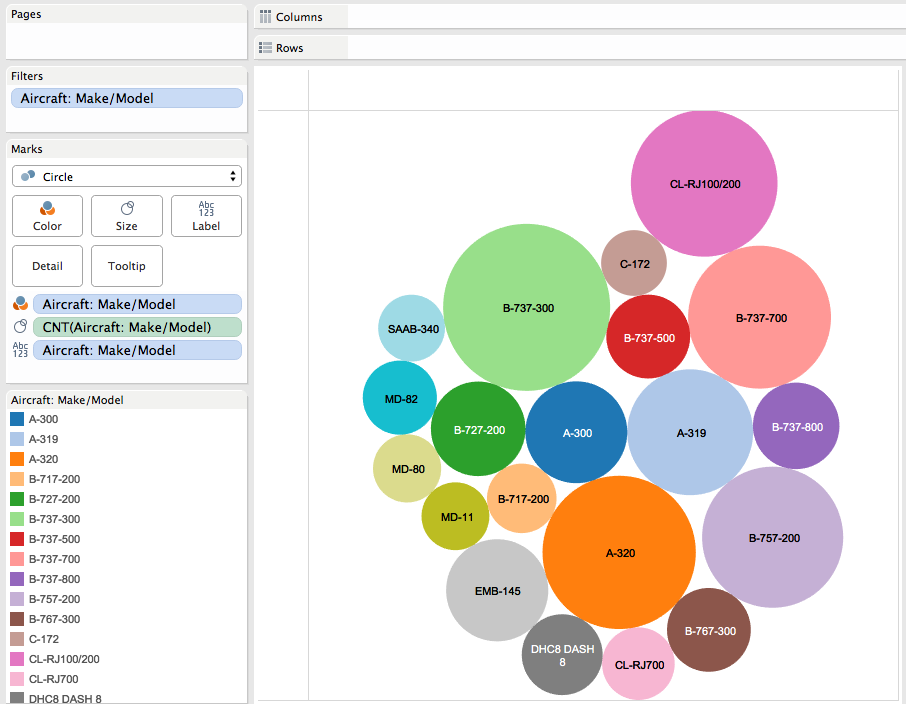 Pages
Columns
Rows
Filters
Aircraft: Make/Model
Marks
Circle
Color
Size
Abc
123
Label
Detail
Tooltip
Aircraft: Make/Model
CNT(Aircraft: Make/Model)
Abc
123
Aircraft: Make/Model
Aircraft: Make/Model
A-300
A-319
A-320
B-717-200
B-727-200
B-737-300
B-737-500
B-737-700
B-737-800
B-757-200
B-767-300
C-172
CL-RJ100/200
CL-RJ700
DHC8 DASH 8
CL-RJ100/200
C-172
B-737-300
B-737-700
SAAB-340
B-737-500
MD-82
B-727-200
A-300
A-319
B-737-800
MD-80
B-717-200
MD-11
B-757-200
A-320
EMB-145
B-767-300
DHC8 DASH
8
CL-RJ700